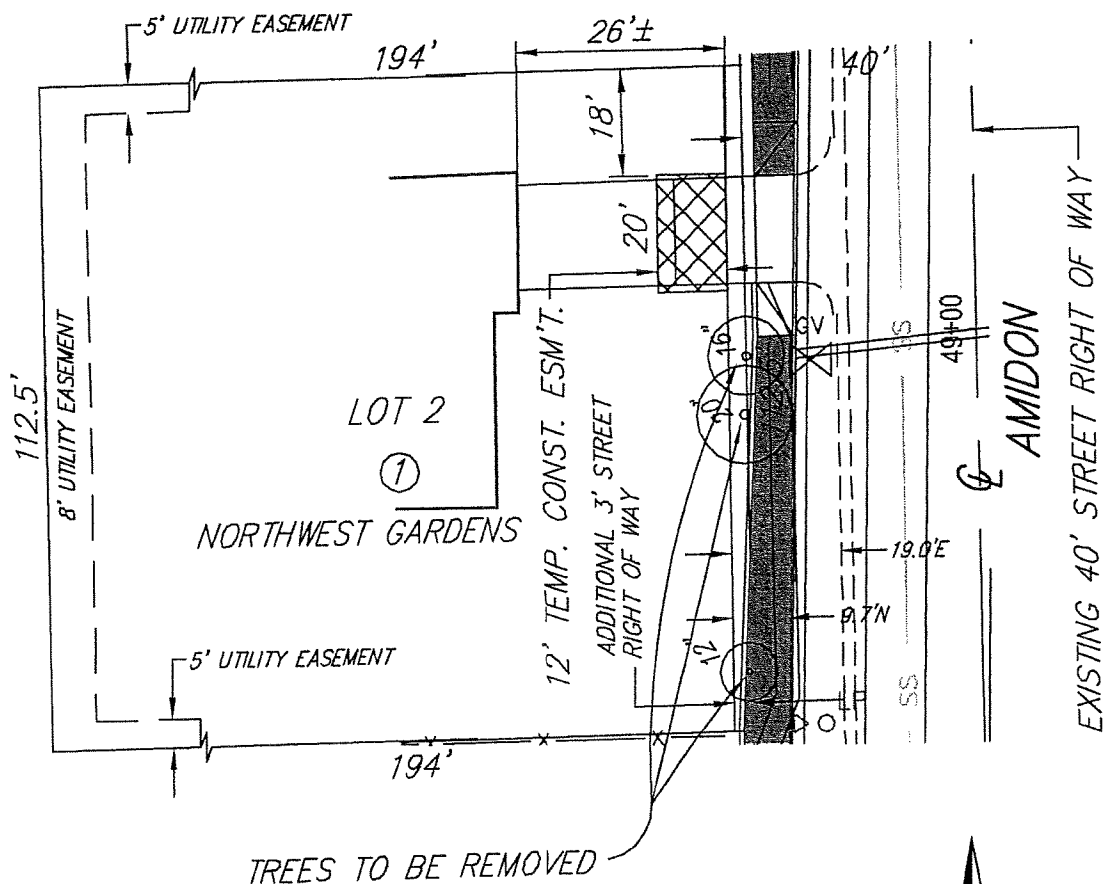 5' UTILITY EASEMENT
194'
26'±
40'
18'
20'
112.5'
8' UTILITY EASEMENT
LOT 2
1
NORTHWEST GARDENS
12' TEMP. CONST. ESM'T.
ADDITIONAL 3' STREET
RIGHT OF WAY
16"
GV
SS
49+00
AMIDON
EXISTING 40' STREET RIGHT OF WAY
19.0'E
9.7'N
12"
SS
5' UTILITY EASEMENT
194'
TREES TO BE REMOVED